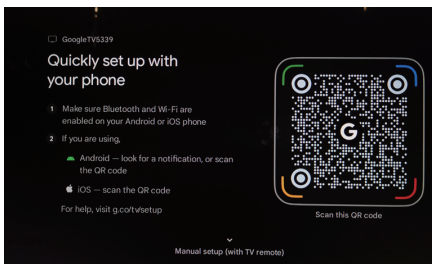 GoogleTV5339
Quickly set up with
your phone
1 Make sure Bluetooth and Wi-Fi are
enabled on your Android or iOS phone
2 If you are using,
Android — look for a notification, or scan
the QR code
iOS — scan the QR code
For help, visit g.co/tv/setup
G
Scan this QR code
Manual setup (with TV remote)